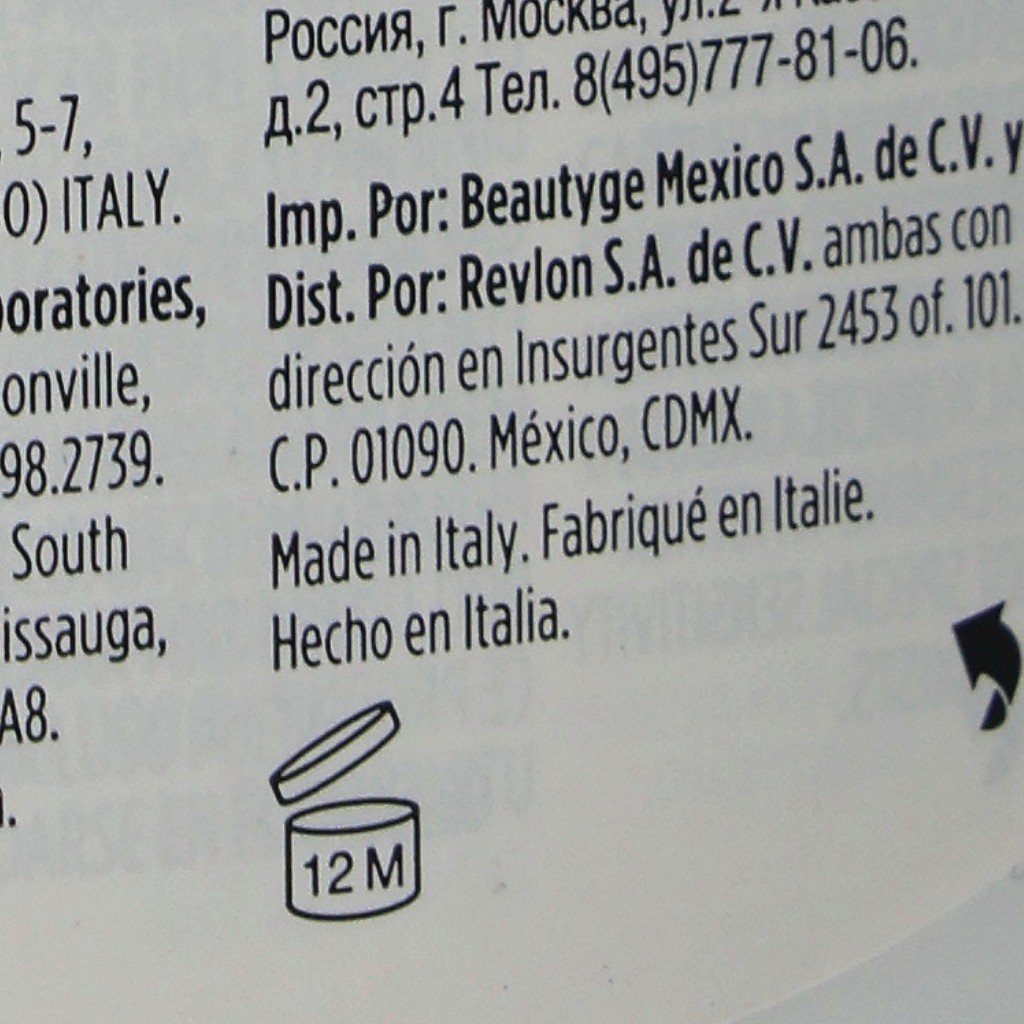 5-7,
O) ITALY.
oratories,
onville,
98.2739.
South
issauga,
A8.
Россия, г. Москва, ул.2-я
д.2, стр.4 Тел. 8(495)777-81-06.
Imp. Por: Beautyge Mexico S.A. de C.V. y
Dist. Por: Revlon S.A. de C.V. ambas con
dirección en Insurgentes Sur 2453 of. 101.
C.P. 01090. México, CDMX.
Made in Italy. Fabriqué en Italie.
Hecho en Italia.
12 M